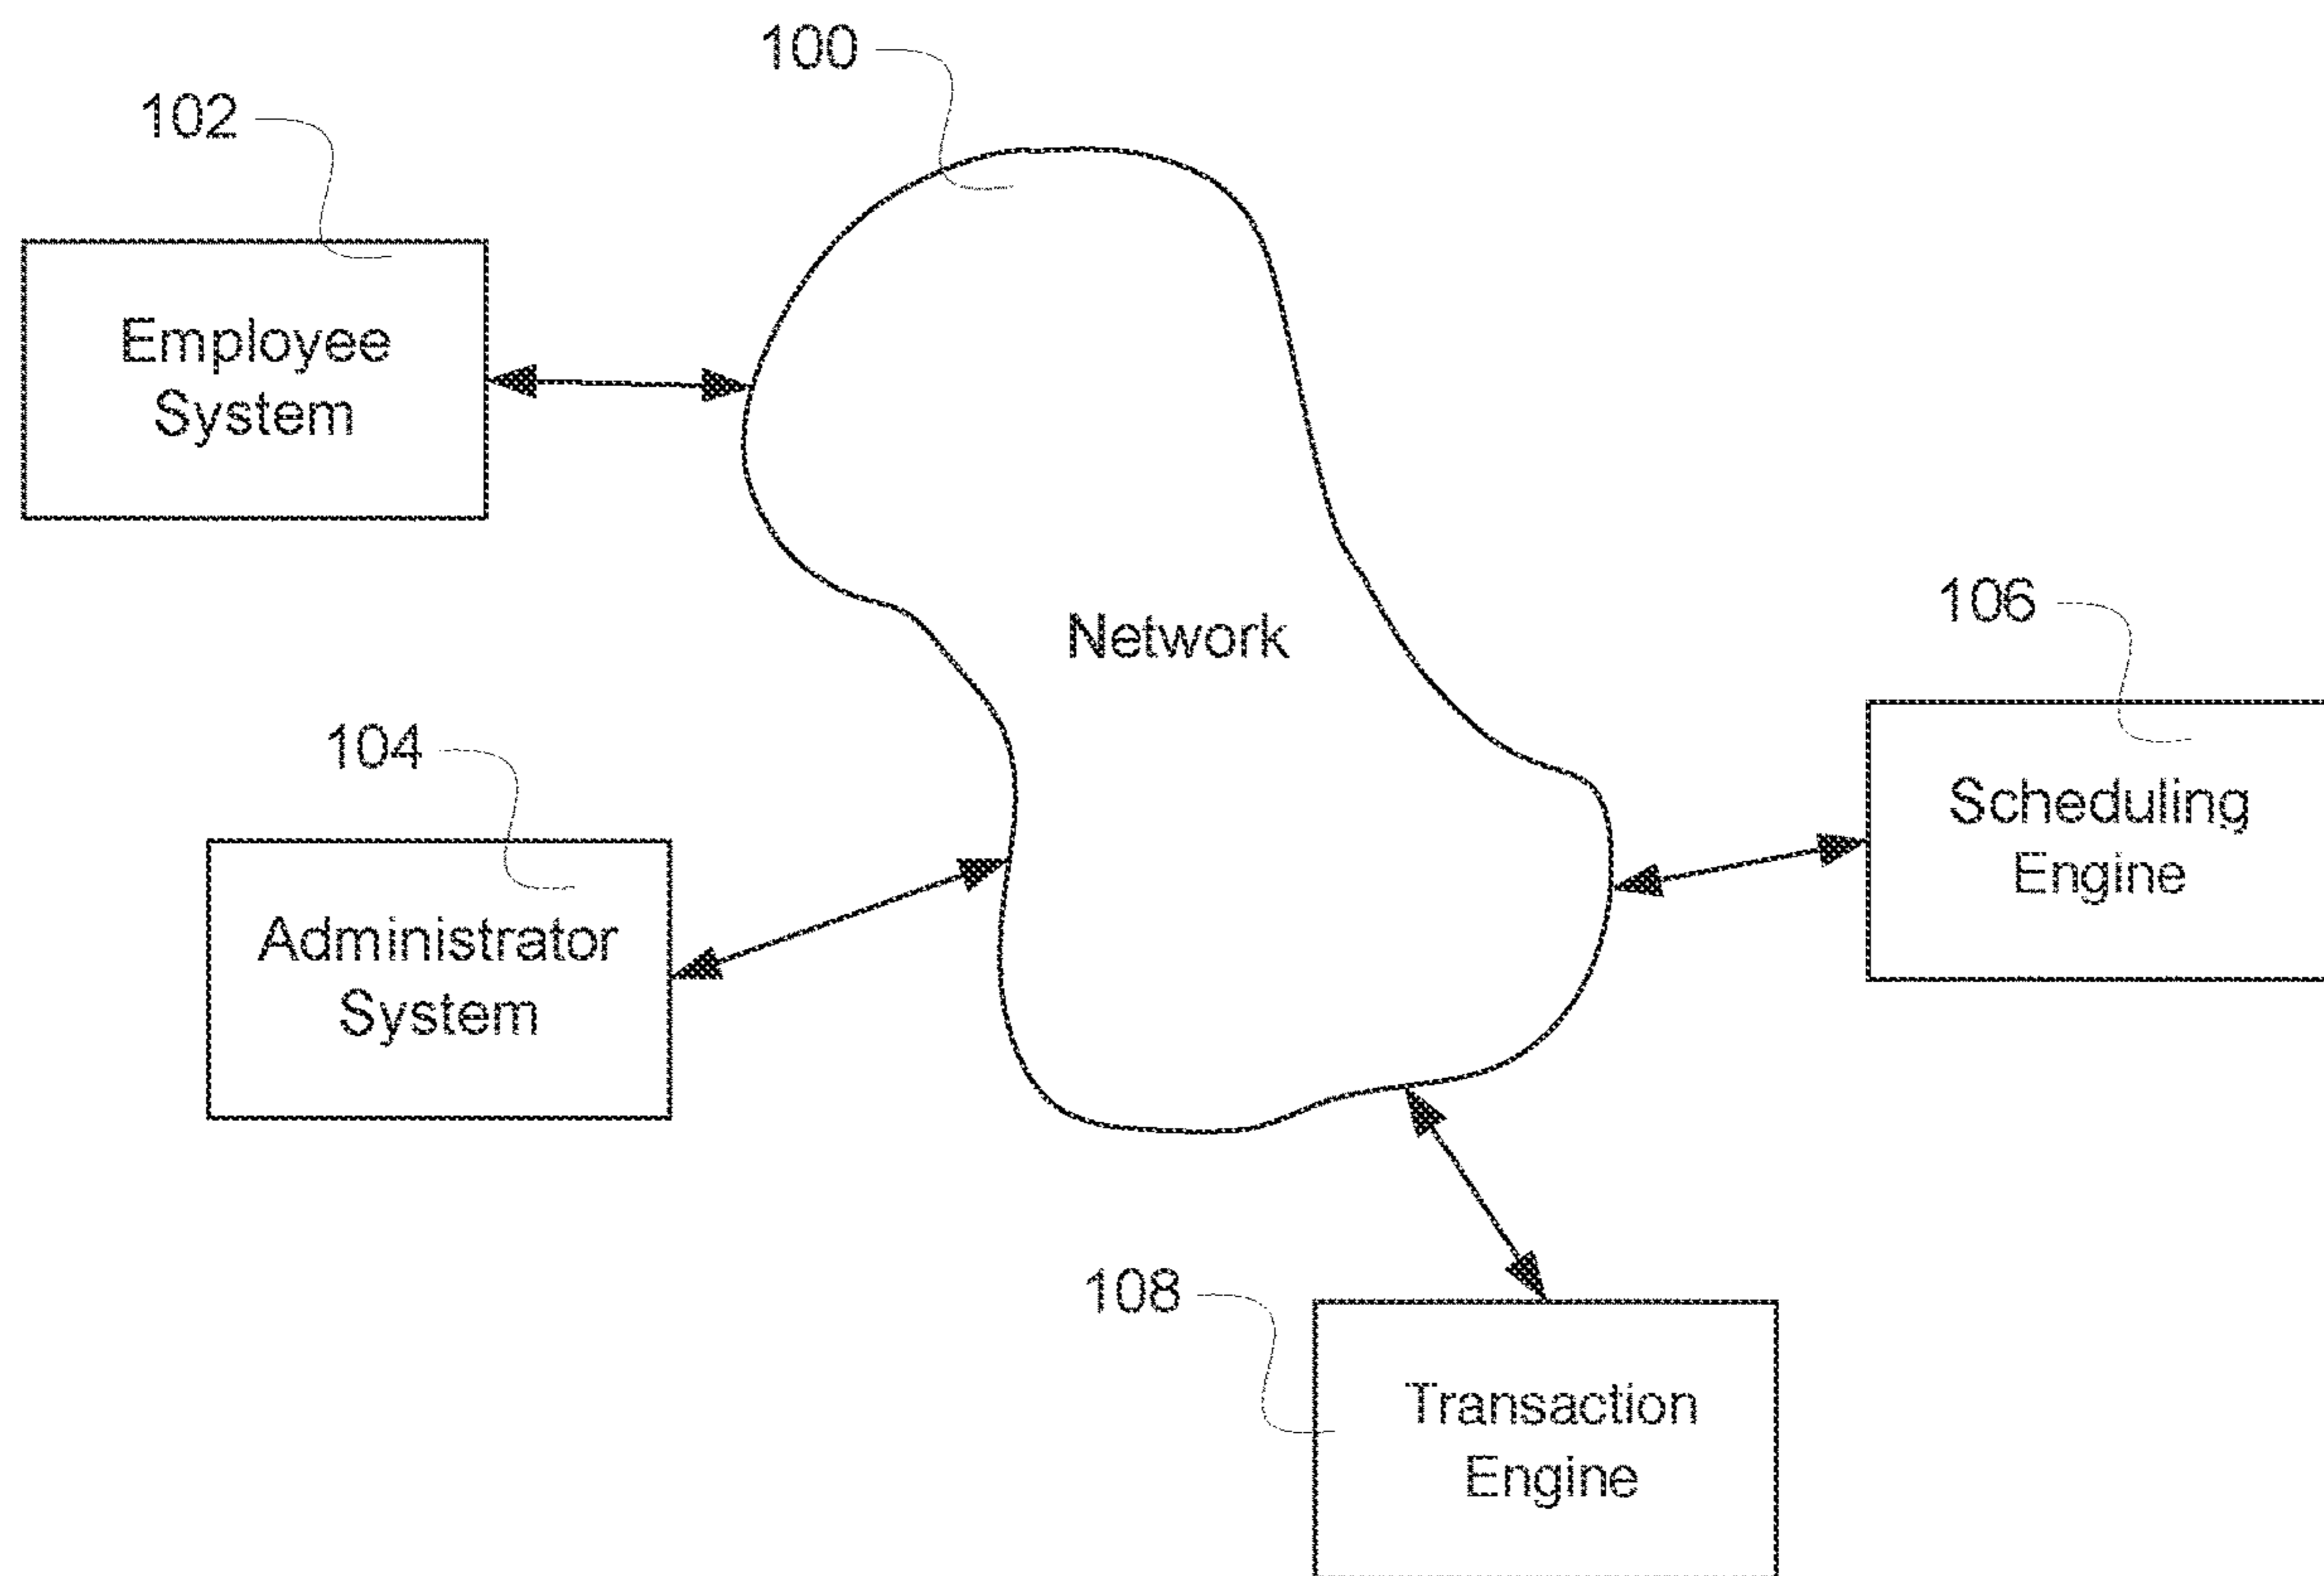 100
102
Employee
System
Network
106
104
Scheduling
Engine
Administrator
System
108
Transaction
Engine